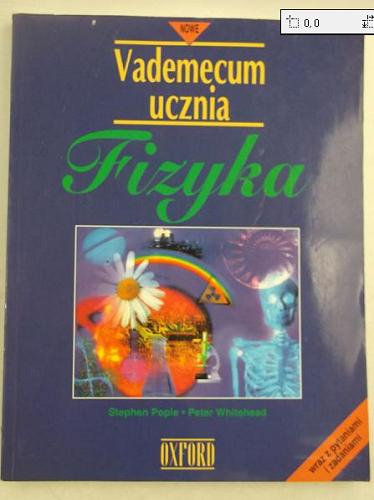 0, 0
NOWE
Vademecum
ucznia
Fizyka
Stephen Pople • Peter Whitehead
OXFORD
wraz z pytaniami
i zadaniami